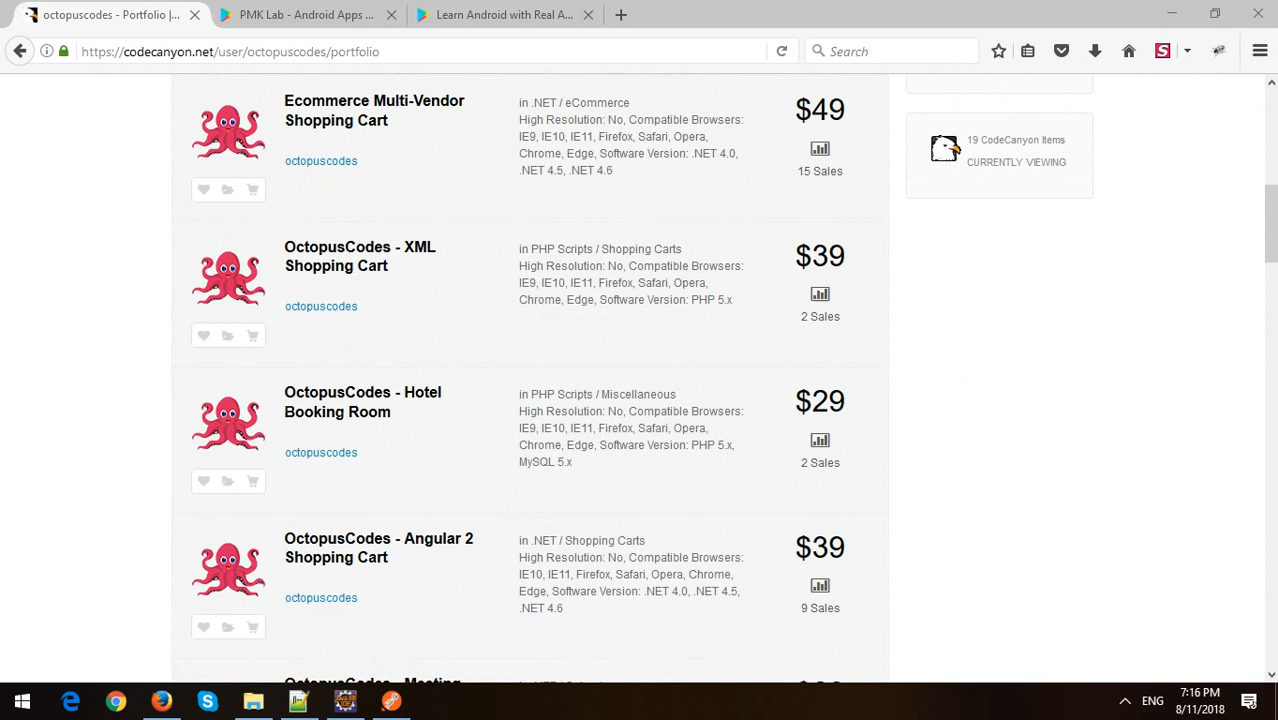 octopuscodes - Portfolio |...
PMK Lab - Android Apps ...
Learn Android with Real A...
https://codecanyon.net/user/octopuscodes/portfolio
Search
Ecommerce Multi-Vendor
Shopping Cart
octopuscodes
in .NET / eCommerce
High Resolution: No, Compatible Browsers:
IE9, IE10, IE11, Firefox, Safari, Opera,
Chrome, Edge, Software Version: .NET 4.0,
.NET 4.5, .NET 4.6
$49
15 Sales
19 CodeCanyon Items
CURRENTLY VIEWING
OctopusCodes - XML
Shopping Cart
octopuscodes
in PHP Scripts / Shopping Carts
High Resolution: No, Compatible Browsers:
IE9, IE10, IE11, Firefox, Safari, Opera,
Chrome, Edge, Software Version: PHP 5.x
$39
2 Sales
OctopusCodes - Hotel
Booking Room
octopuscodes
in PHP Scripts / Miscellaneous
High Resolution: No, Compatible Browsers:
IE9, IE10, IE11, Firefox, Safari, Opera,
Chrome, Edge, Software Version: PHP 5.x,
MySQL 5.x
$29
2 Sales
OctopusCodes - Angular 2
Shopping Cart
octopuscodes
in .NET / Shopping Carts
High Resolution: No, Compatible Browsers:
IE10, IE11, Firefox, Safari, Opera, Chrome,
Edge, Software Version: .NET 4.0, .NET 4.5,
.NET 4.6
$39
9 Sales
OctopusCodes - Meeting
ENG
7:16 PM
8/11/2018